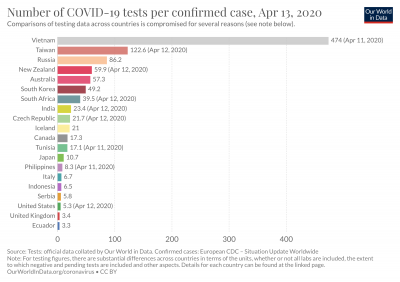 Number of COVID-19 tests per confirmed case, Apr 13, 2020
Comparisons of testing data across countries is compromised for several reasons (see note below).
Our World
in Data
Vietnam 474 (Apr 11, 2020)
Taiwan 122.6 (Apr 12, 2020)
Russia 86.2
New Zealand 59.9 (Apr 12, 2020)
Australia 57.3
South Korea 49.2
South Africa 39.5 (Apr 12, 2020)
India 23.4 (Apr 12, 2020)
Czech Republic 21.7 (Apr 12, 2020)
Iceland 21
Canada 17.3
Tunisia 17.1 (Apr 11, 2020)
Japan 10.7
Philippines 8.3 (Apr 11, 2020)
Italy 6.7
Indonesia 6.5
Serbia 5.8
United States 5.3 (Apr 12, 2020)
United Kingdom 3.4
Ecuador 3.3
0 100 200 300 400
Source: Tests: official data collated by Our World in Data. Confirmed cases: European CDC – Situation Update Worldwide
Note: For testing figures, there are substantial differences across countries in terms of the units, whether or not all labs are included, the extent
to which negative and pending tests are included and other aspects. Details for each country can be found at the linked page.
OurWorldInData.org/coronavirus • CC BY